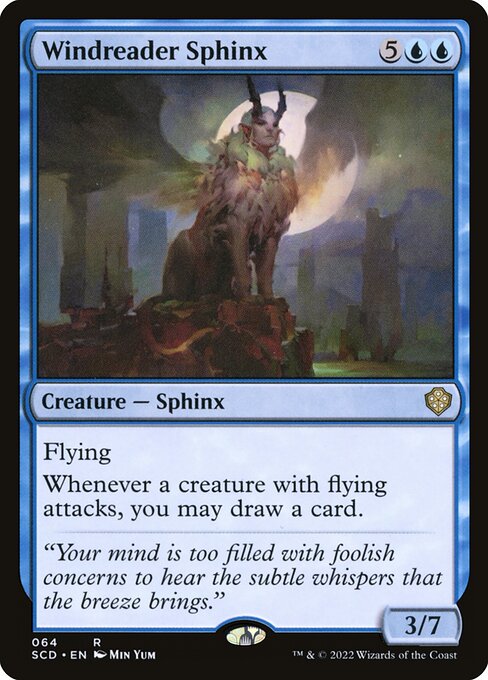 Windreader Sphinx 5
Creature — Sphinx
Flying
Whenever a creature with flying
attacks, you may draw a card.
“Your mind is too filled with foolish
concerns to hear the subtle whispers that
the breeze brings.”
3/7
064 R
SCD • EN Min Yum
™ & © 2022 Wizards of the Coast